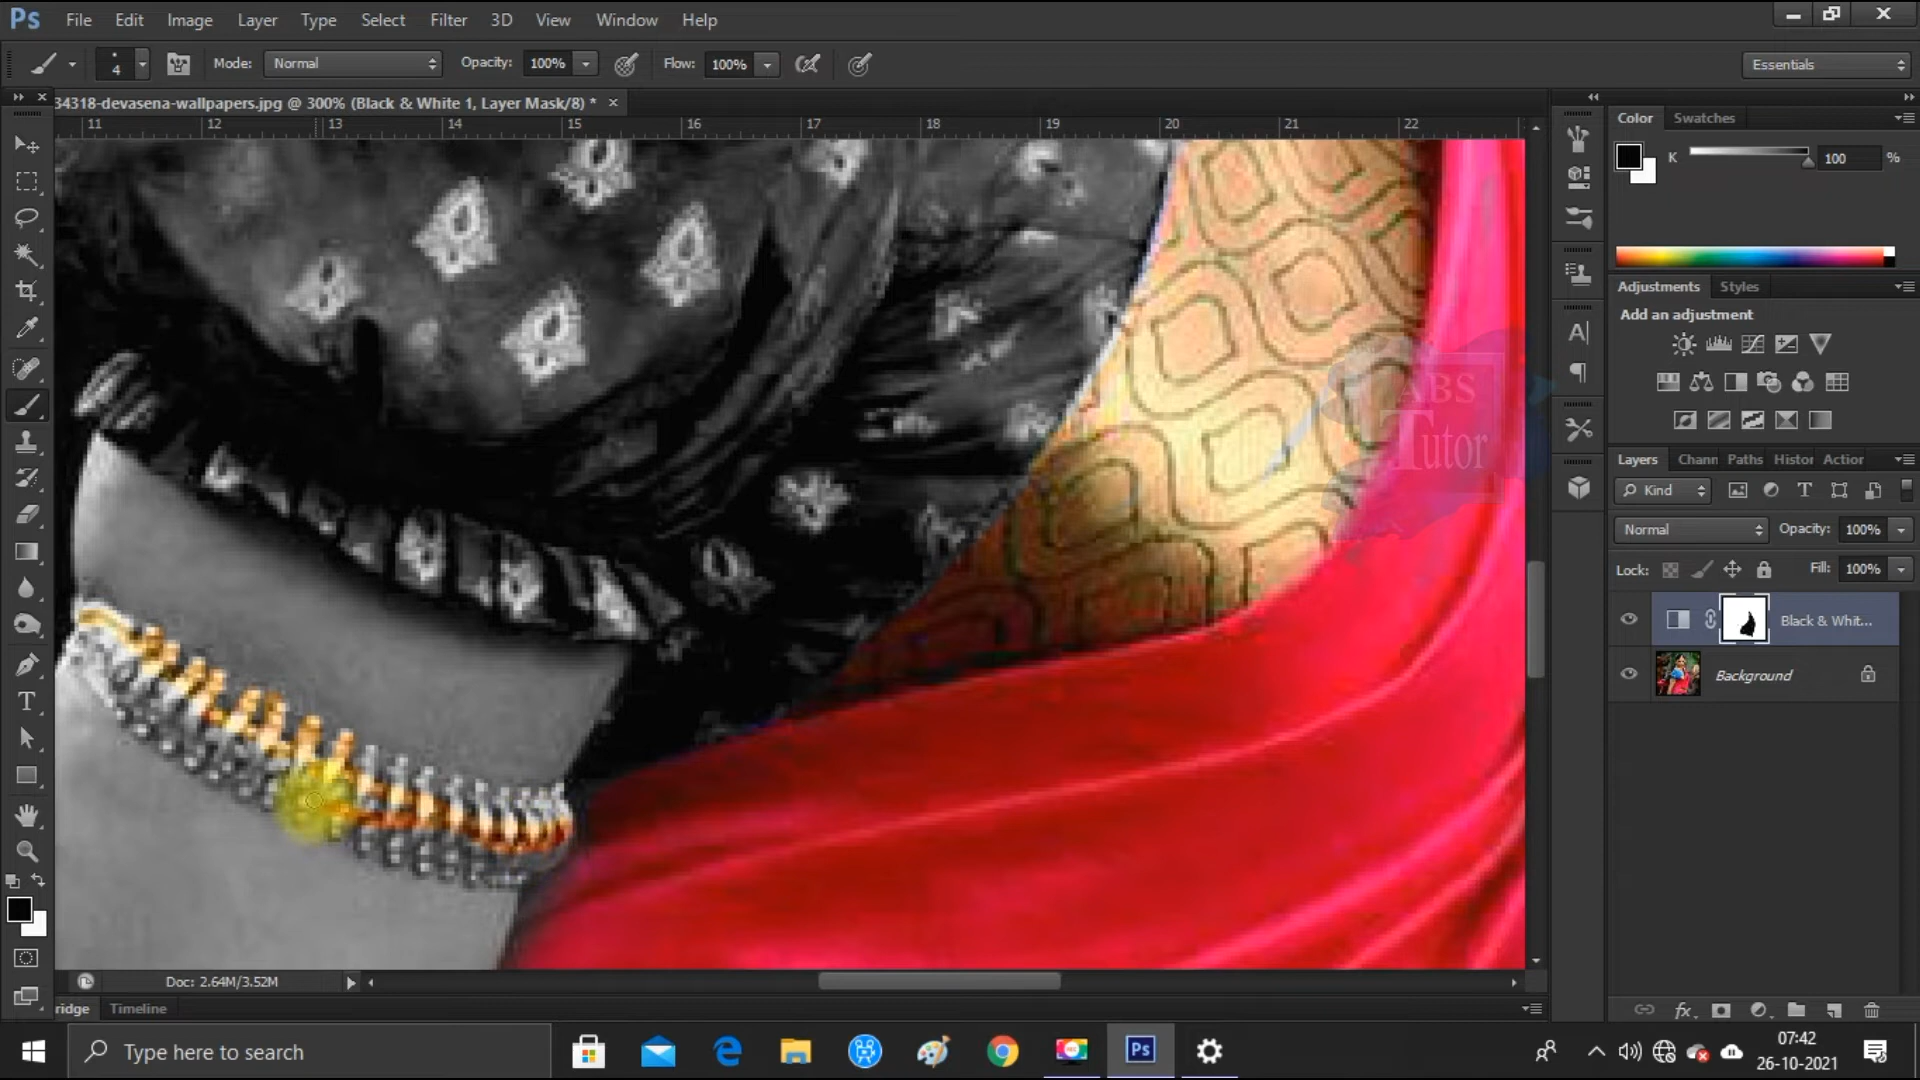 Ps File Edit Image Layer Type Select Filter 3D View Window Help
4 Mode: Normal Opacity: 100% Flow: 100% Essentials
34318-devasena-wallpapers.jpg @ 300% (Black & White 1, Layer Mask/8) * ×
11 12 13 14 15 16 17 18 19 20 21 22
Color Swatches
K 100 %
Adjustments Styles
Add an adjustment
ABS
Tutor
Layers Chann Paths Histor Action
Kind T
Normal Opacity: 100%
Lock: Fill: 100%
Black & Whit...
Background
Doc: 2.64M/3.52M
ridge Timeline
fx
Type here to search
Ps
07:42
26-10-2021